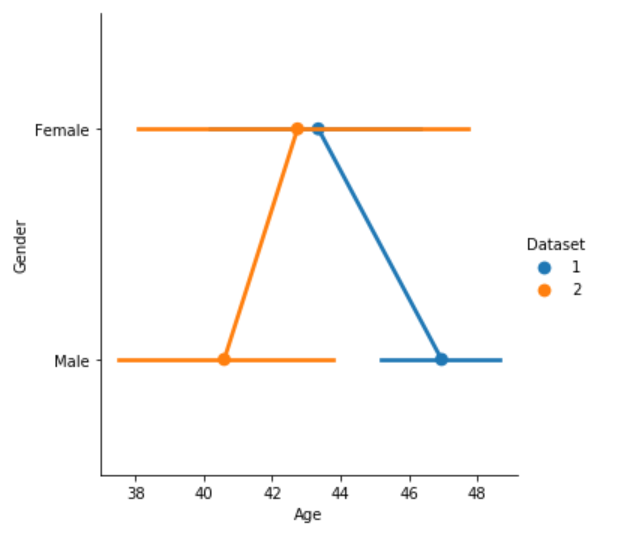 Female
Gender
Male
38 40 42 44 46 48
Age
Dataset
1
2